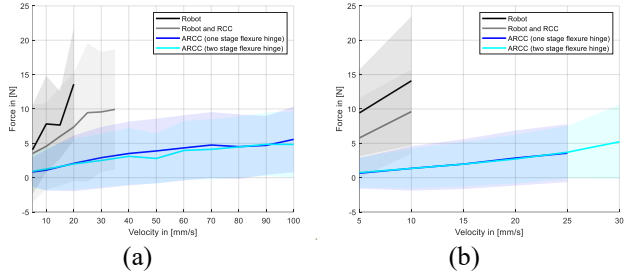 25
20
15
10
5
0
-5
Force in [N]
Robot
Robot and RCC
ARCC (one stage flexure hinge)
ARCC (two stage flexure hinge)
10 20 30 40 50 60 70 80 90 100
Velocity in [mm/s]
(a)
25
20
15
10
5
0
-5
Force in [N]
Robot
Robot and RCC
ARCC (one stage flexure hinge)
ARCC (two stage flexure hinge)
5 10 15 20 25 30
Velocity in [mm/s]
(b)